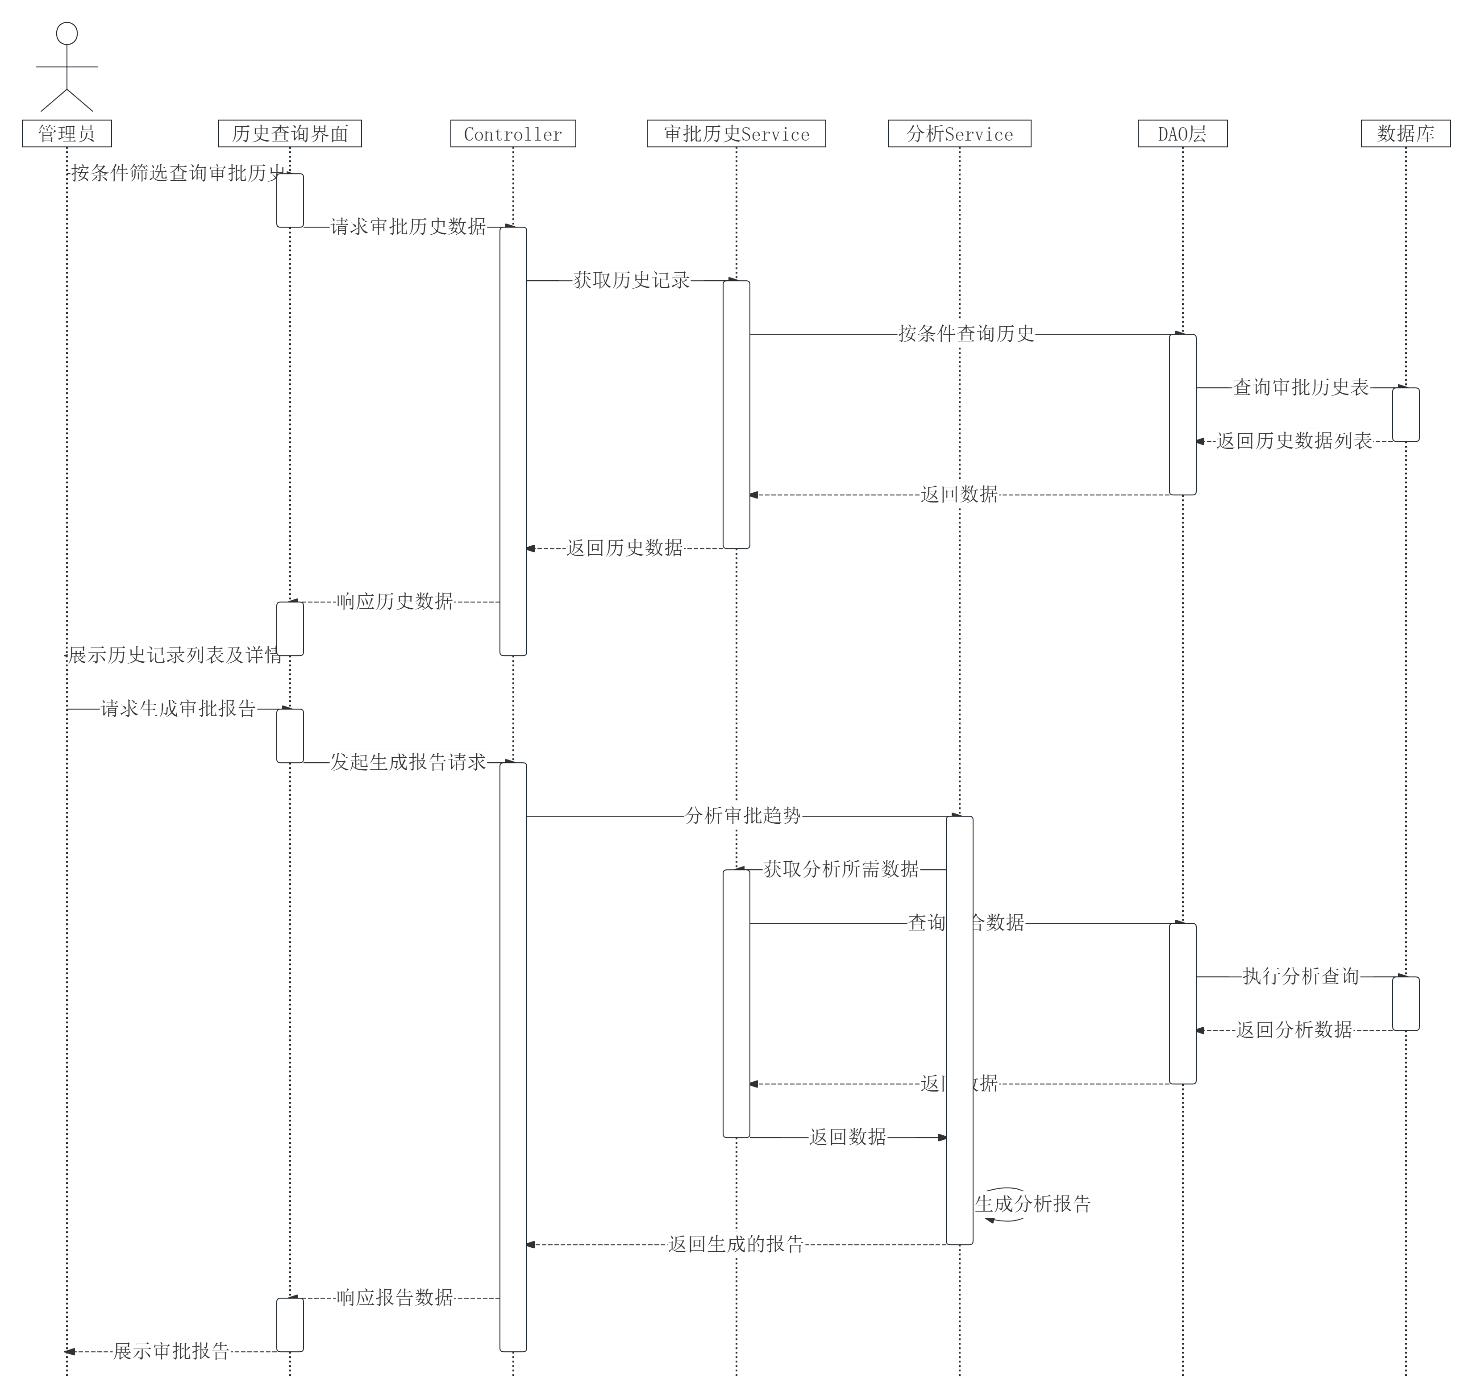 管理员
历史查询界面
Controller
审批历史Service
分析Service
DAO层
数据库
按条件筛选查询审批历史
请求审批历史数据
获取历史记录
按条件查询历史
查询审批历史表
返回历史数据列表
返回数据
返回历史数据
响应历史数据
展示历史记录列表及详情
请求生成审批报告
发起生成报告请求
分析审批趋势
获取分析所需数据
查询 合数据
执行分析查询
返回分析数据
返回数据
返回数据
生成分析报告
返回生成的报告
响应报告数据
展示审批报告